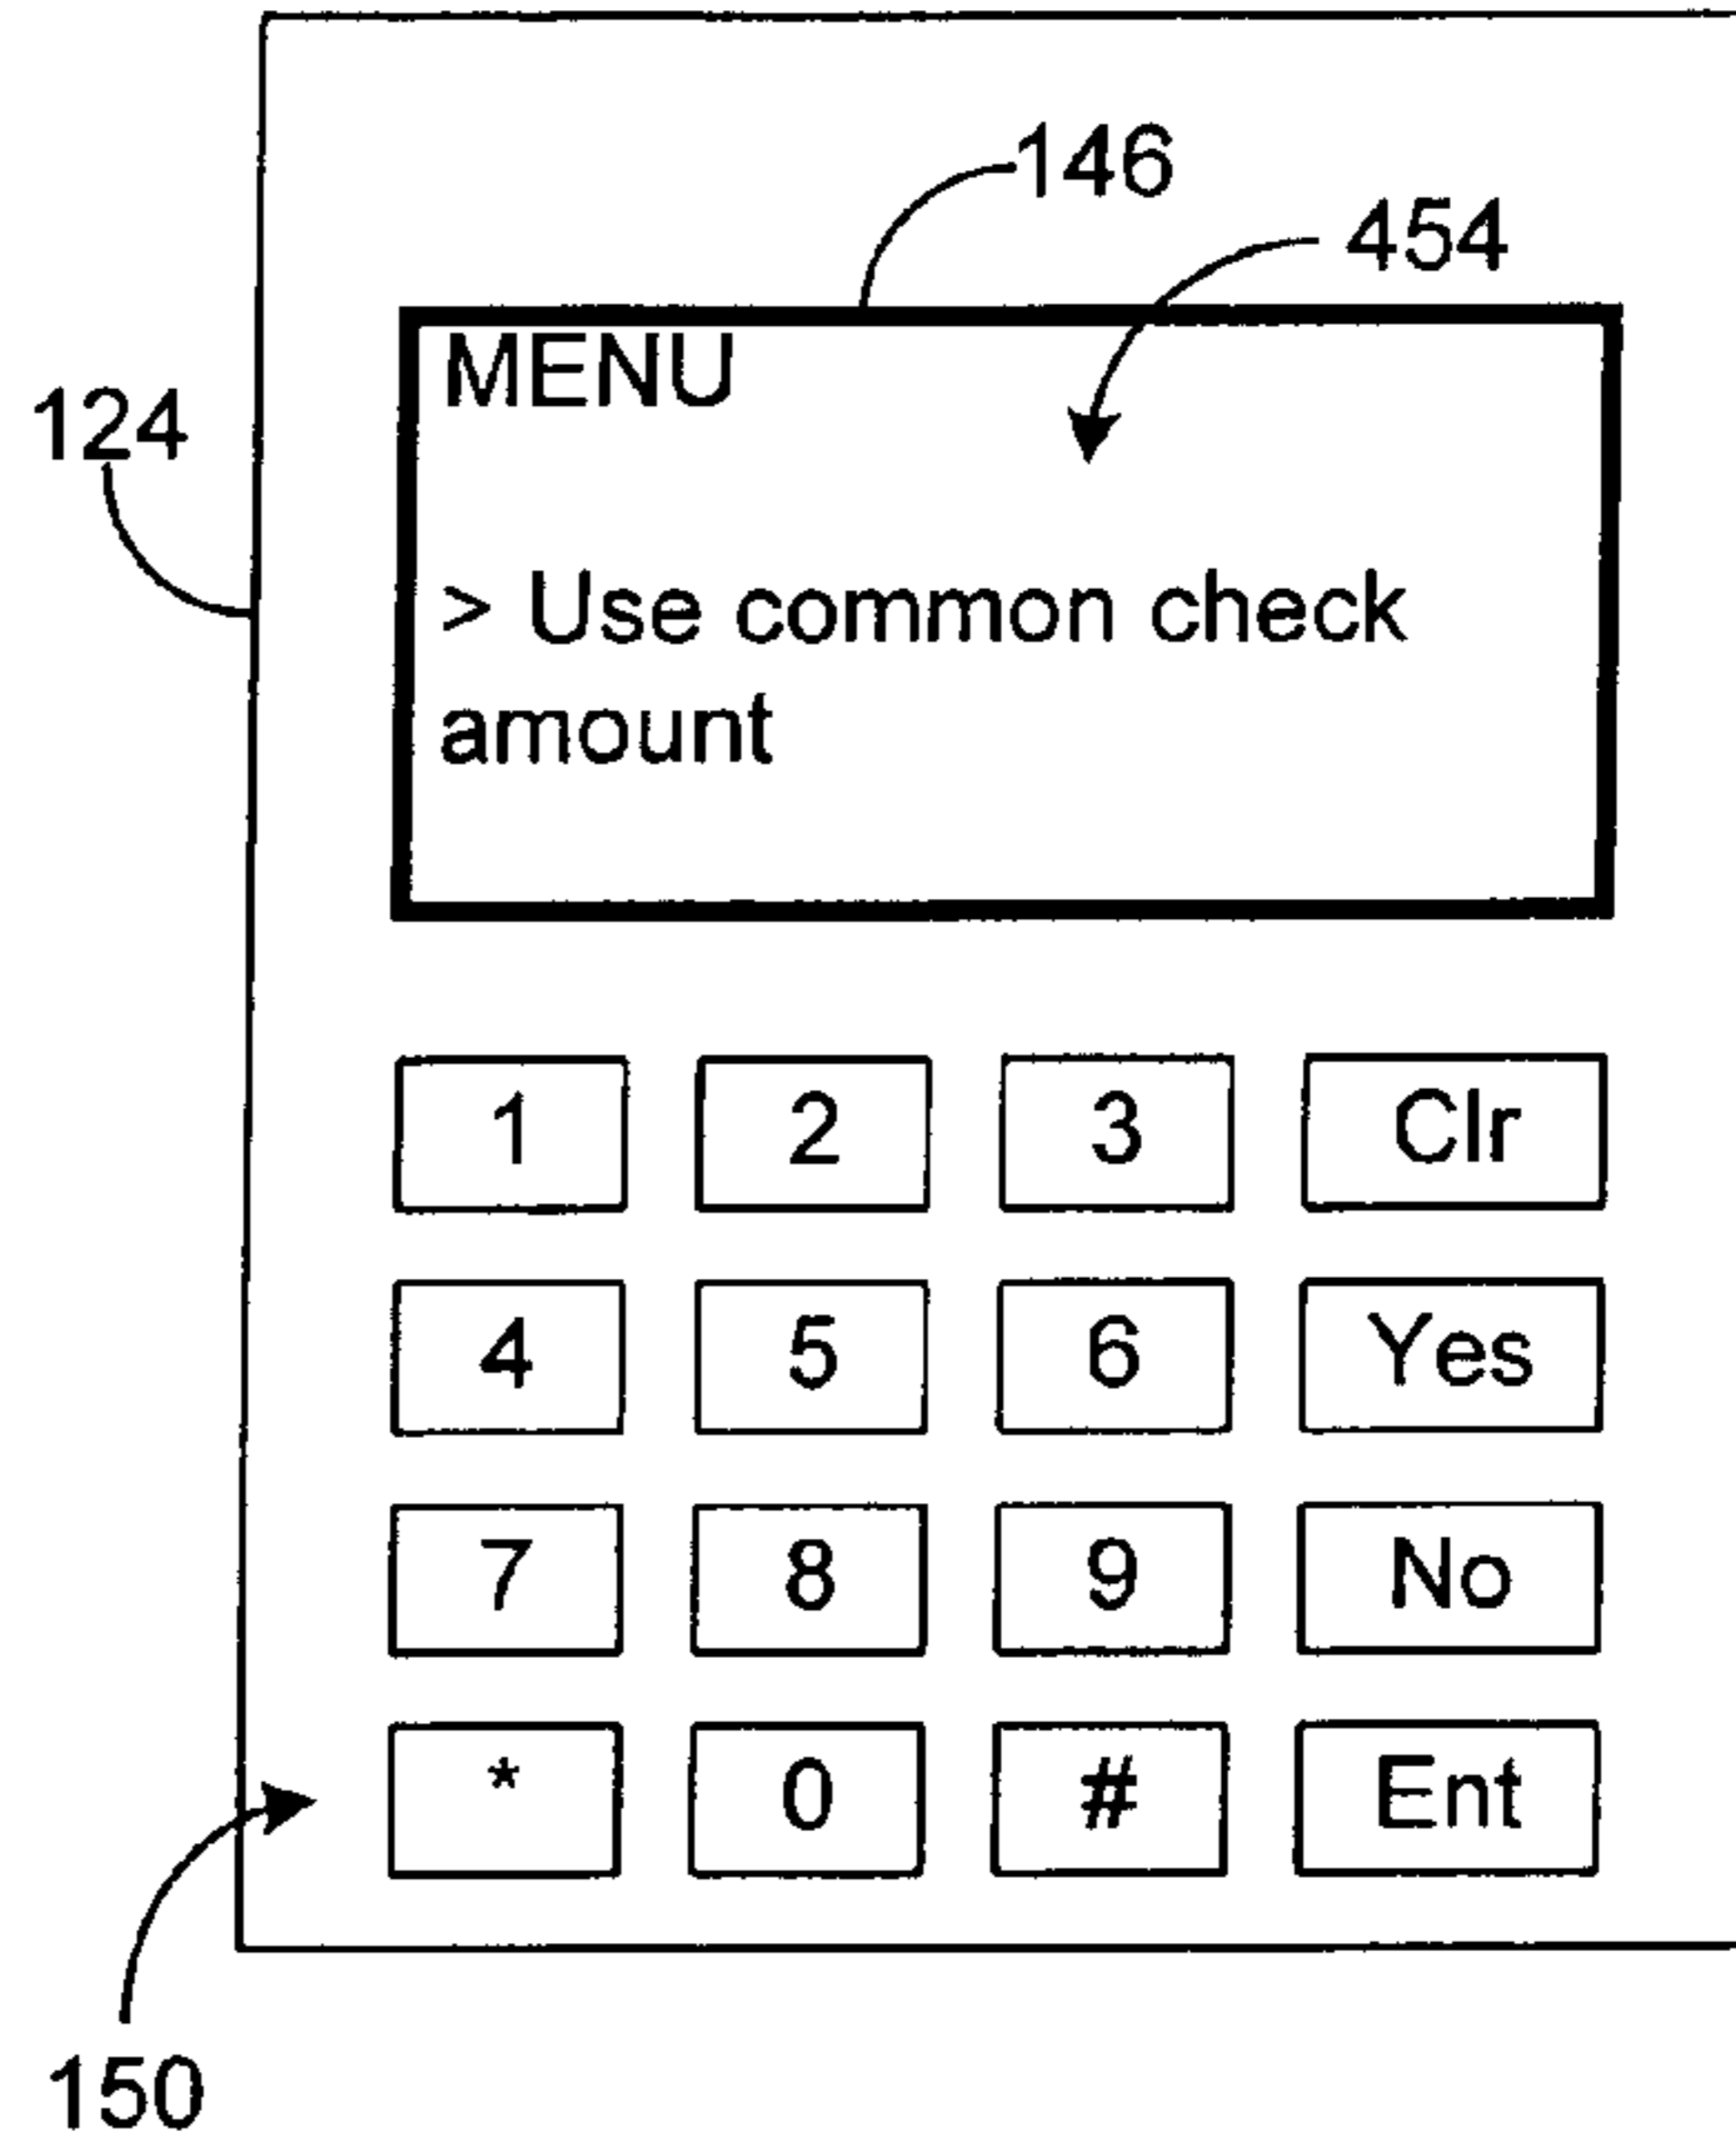 146
454
124
MENU
> Use common check
amount
1 2 3 Clr
4 5 6 Yes
7 8 9 No
* 0 # Ent
150